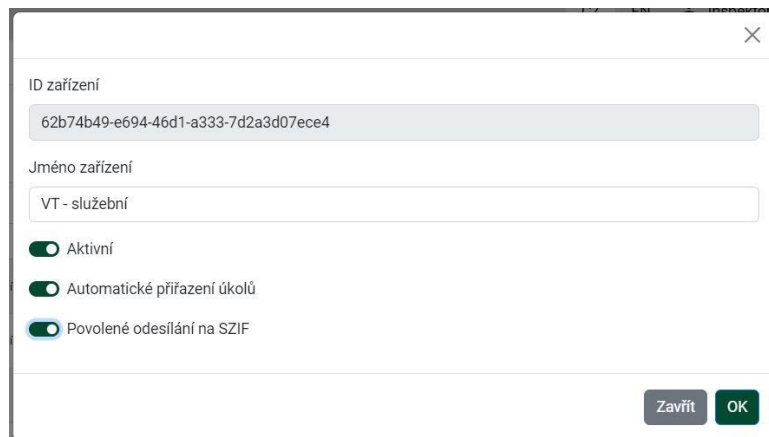 ID zařízení
62b74b49-e694-46d1-a333-7d2a3d07ece4
Jméno zařízení
VT - služební
Aktivní
Automatické přiřazení úkolů
Povolené odesílání na SZIF
Zavřít
OK